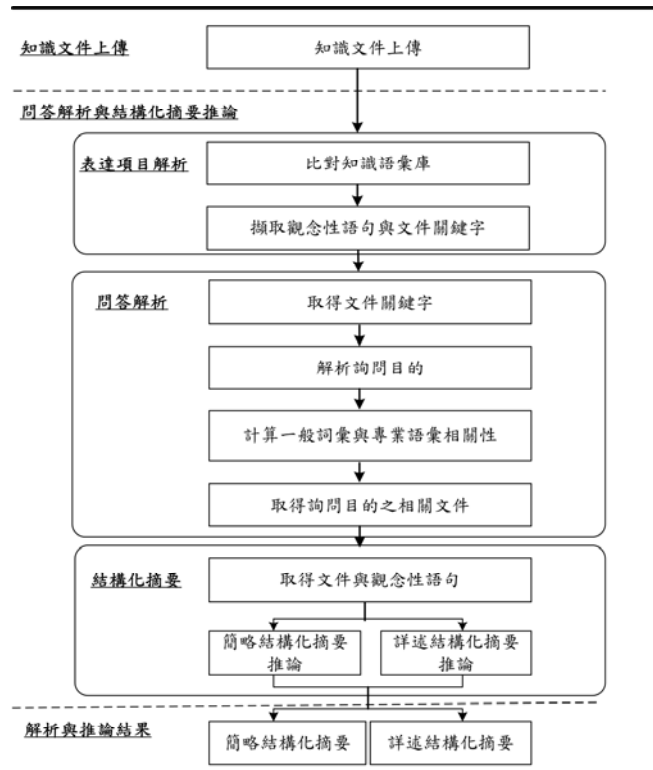 知識文件上傳
知識文件上傳
問答解析與結構化摘要推論
表達項目解析
比對知識語彙庫
擷取觀念性語句與文件關鍵字
問答解析
取得文件關鍵字
解析詢問目的
計算一般詞彙與專業語彙相關性
取得詢問目的之相關文件
結構化摘要
取得文件與觀念性語句
簡略結構化摘要
推論
詳述結構化摘要
推論
解析與推論結果
簡略結構化摘要
詳述結構化摘要